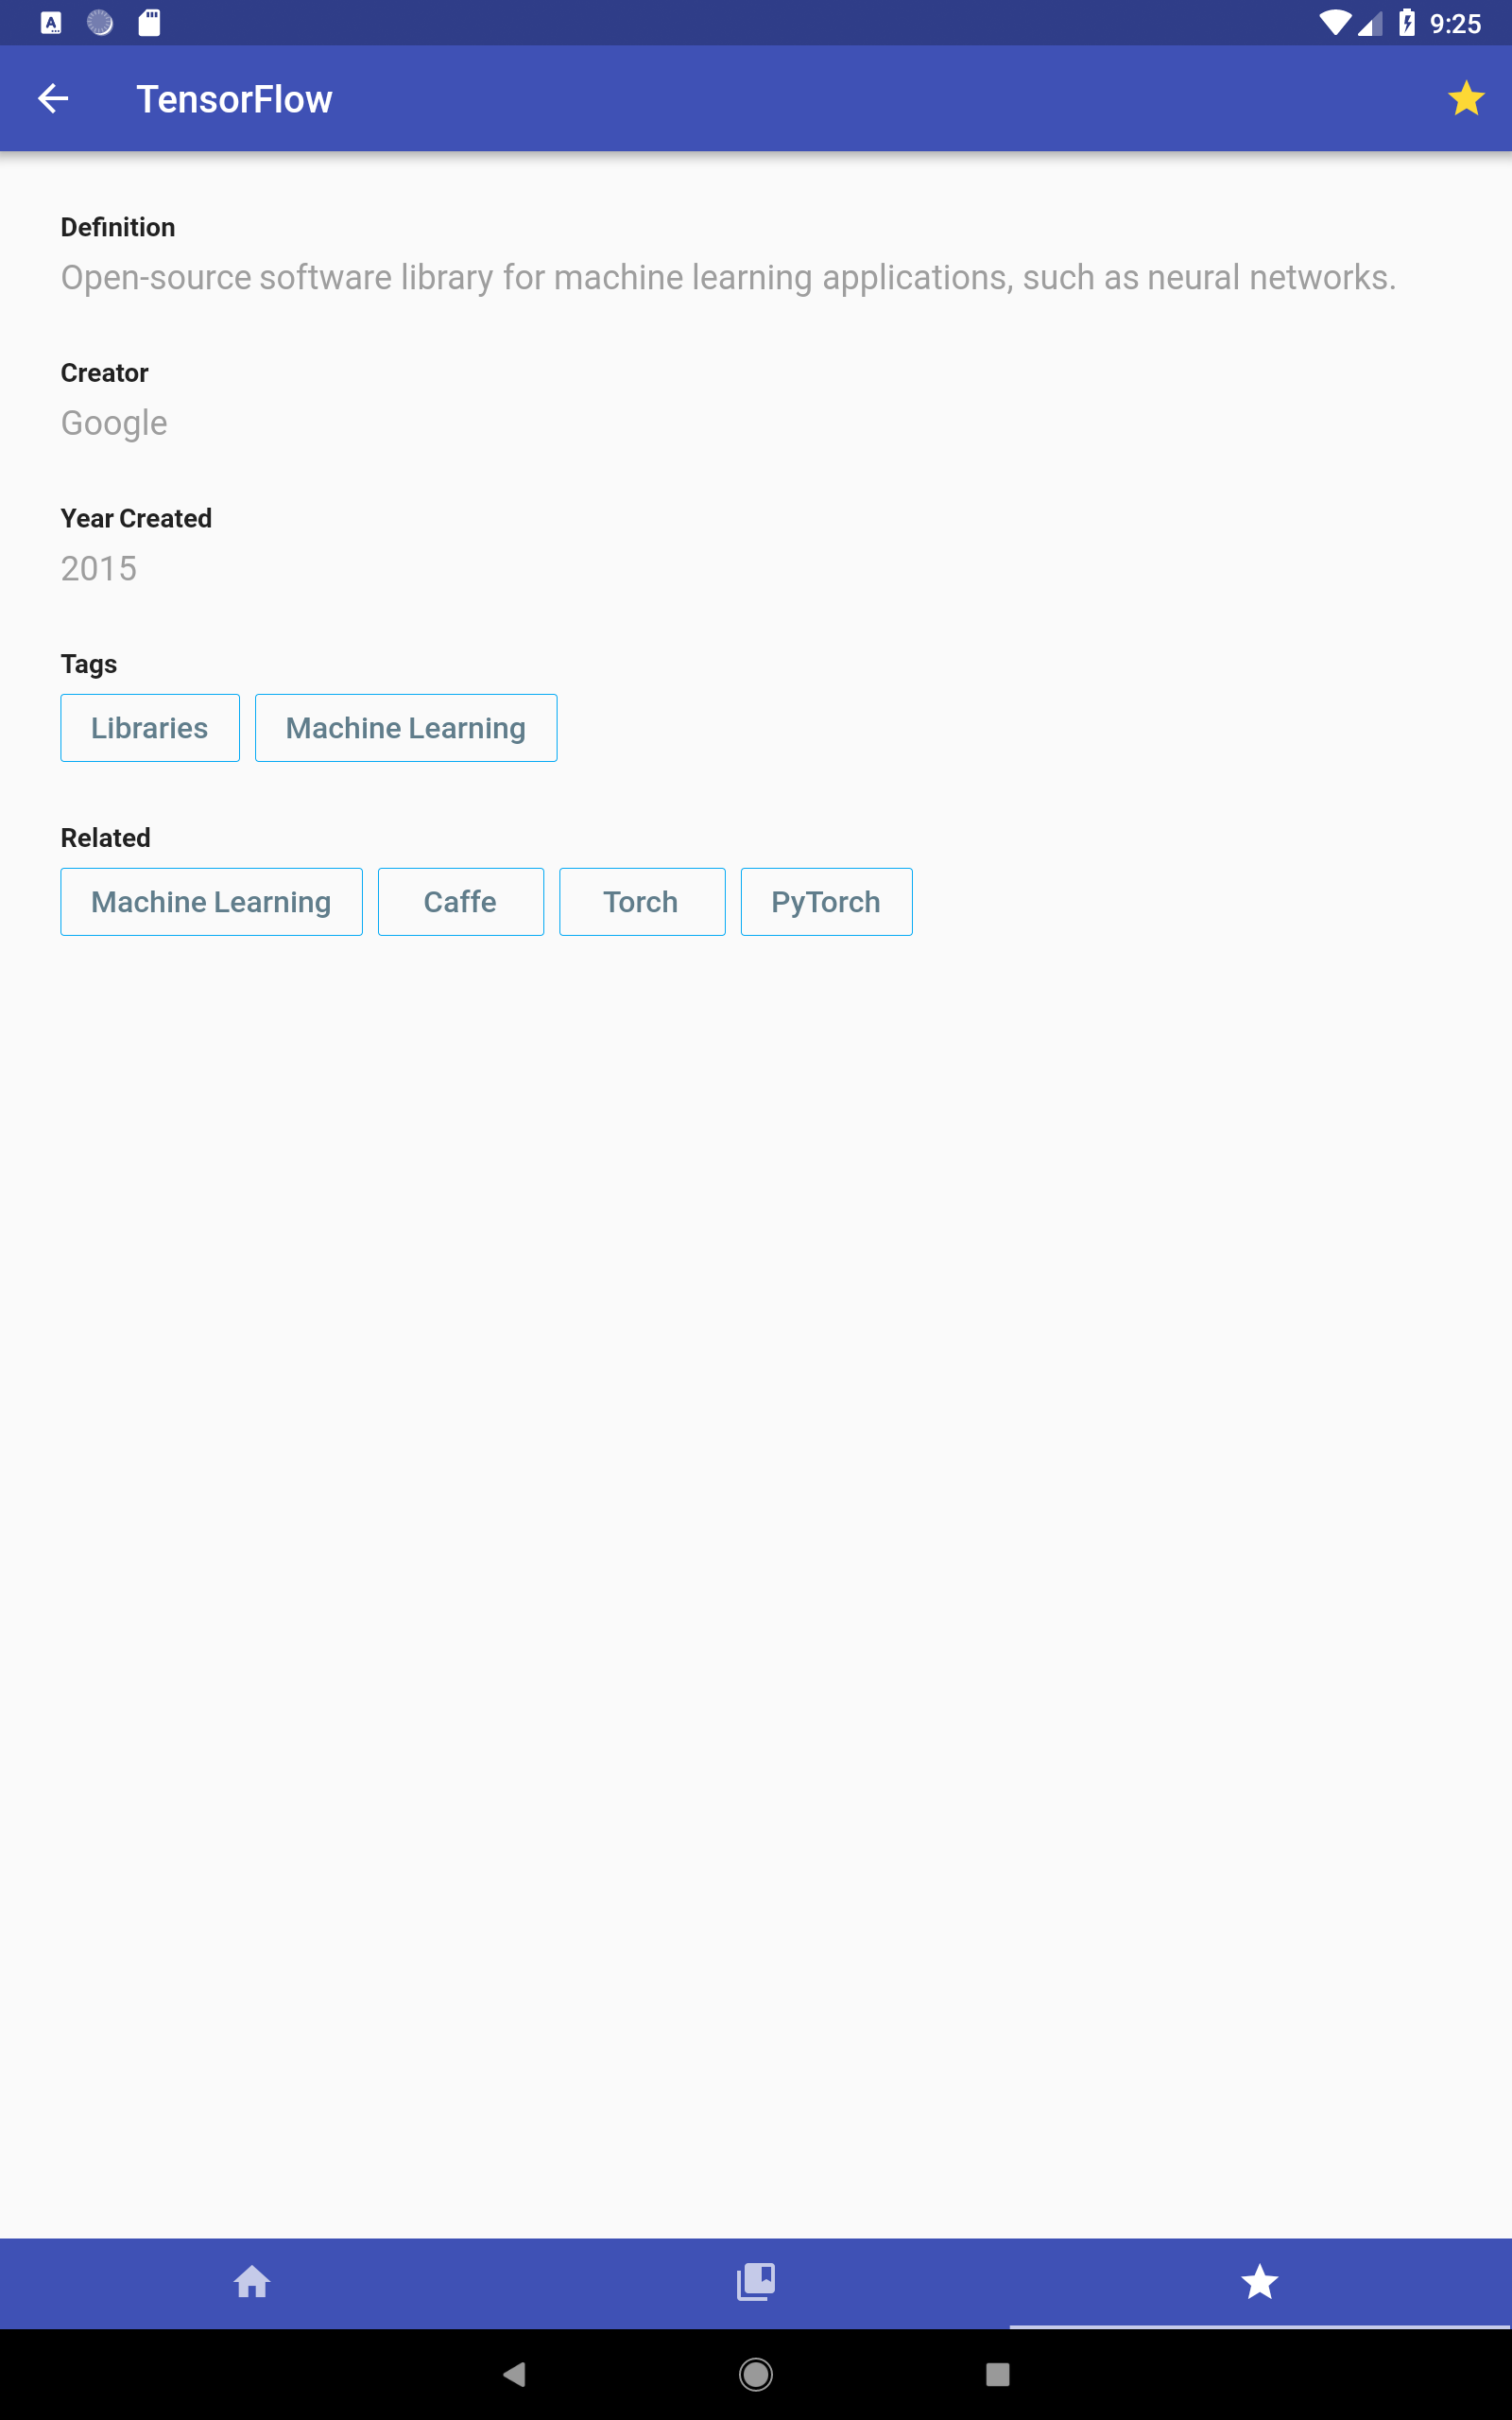 9:25
TensorFlow
Definition
Open-source software library for machine learning applications, such as neural networks.
Creator
Google
Year Created
2015
Tags
Libraries Machine Learning
Related
Machine Learning Caffe Torch PyTorch